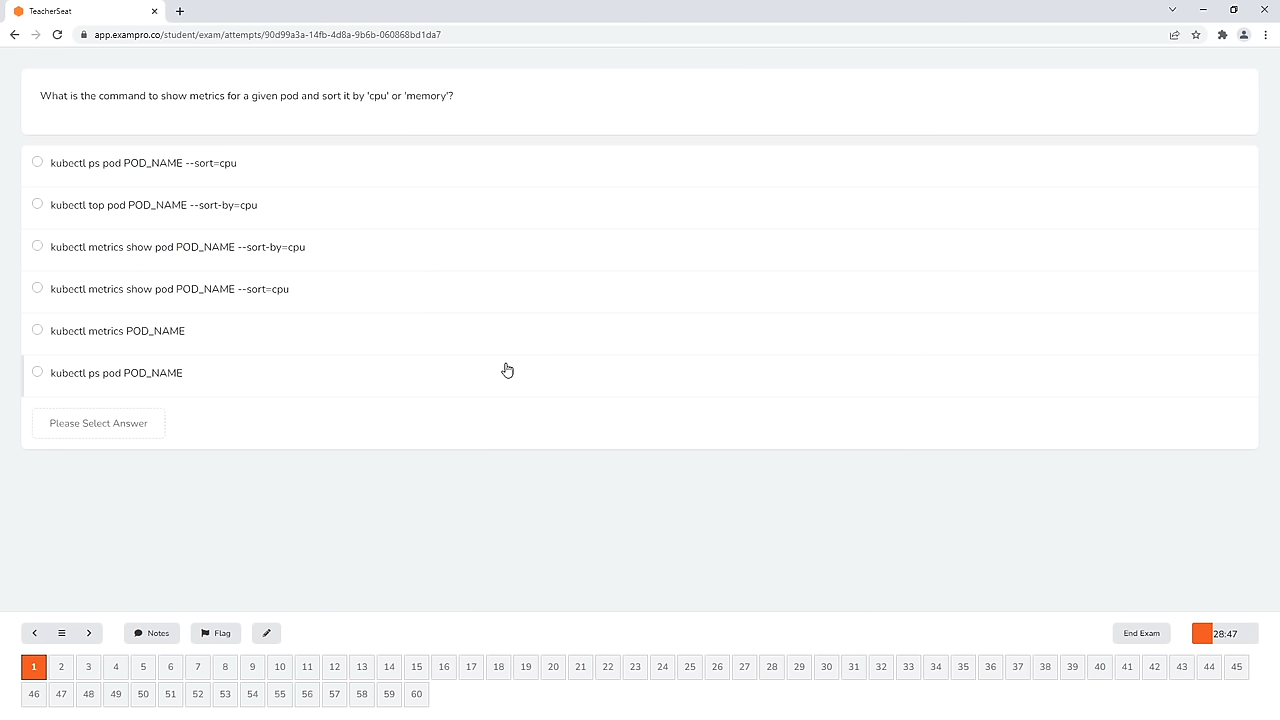 TeacherSeat
app.exampro.co/student/exam/attempts/90d99a3a-14fb-4d8a-9b6b-060868bd1da7
What is the command to show metrics for a given pod and sort it by 'cpu' or 'memory'?
kubectl ps pod POD_NAME --sort=cpu
kubectl top pod POD_NAME --sort-by=cpu
kubectl metrics show pod POD_NAME --sort-by=cpu
kubectl metrics show pod POD_NAME --sort=cpu
kubectl metrics POD_NAME
kubectl ps pod POD_NAME
Please Select Answer
Notes Flag End Exam 28:47
1 2 3 4 5 6 7 8 9 10 11 12 13 14 15 16 17 18 19 20 21 22 23 24 25 26 27 28 29 30 31 32 33 34 35 36 37 38 39 40 41 42 43 44 45
46 47 48 49 50 51 52 53 54 55 56 57 58 59 60